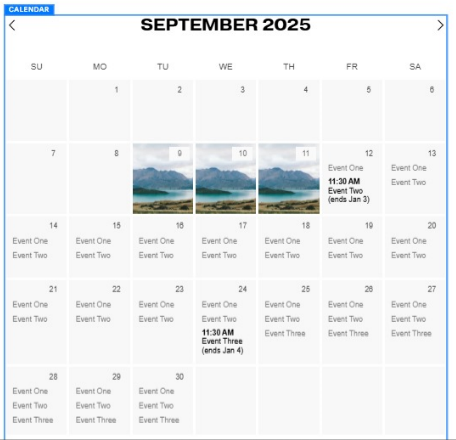 CALENDAR
SEPTEMBER 2025
SU MO TU WE TH FR SA
1 2 3 4 5 6
7 8 9 10 11 12 13
Event One Event One
11:30 AM Event Two
Event Two
(ends Jan 3)
14 15 16 17 18 19 20
Event One Event One Event One Event One Event One Event One Event One
Event Two Event Two Event Two Event Two Event Two Event Two Event Two
21 22 23 24 25 26 27
Event One Event One Event One Event One Event One Event One Event One
Event Two Event Two Event Two Event Two Event Two Event Two Event Two
11:30 AM Event Three Event Three Event Three
Event Three
(ends Jan 4)
28 29 30
Event One Event One Event One
Event Two Event Two Event Two
Event Three Event Three Event Three